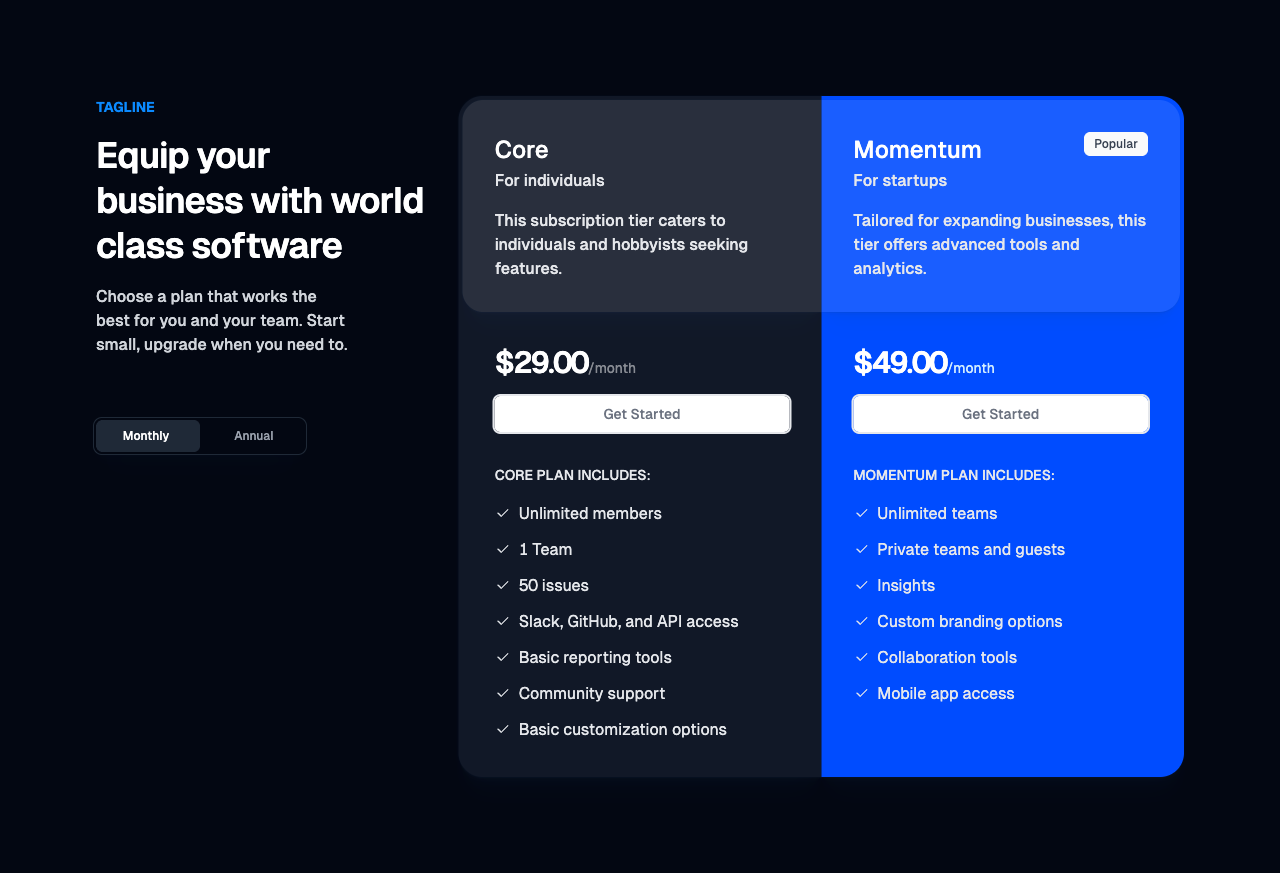 TAGLINE
Equip your
business with world
class software
Choose a plan that works the
best for you and your team. Start
small, upgrade when you need to.
Monthly
Annual
Core
For individuals
This subscription tier caters to
individuals and hobbyists seeking
features.
$29.00/month
Get Started
CORE PLAN INCLUDES:
Unlimited members
1 Team
50 issues
Slack, GitHub, and API access
Basic reporting tools
Community support
Basic customization options
Momentum
Popular
For startups
Tailored for expanding businesses, this
tier offers advanced tools and
analytics.
$49.00/month
Get Started
MOMENTUM PLAN INCLUDES:
Unlimited teams
Private teams and guests
Insights
Custom branding options
Collaboration tools
Mobile app access